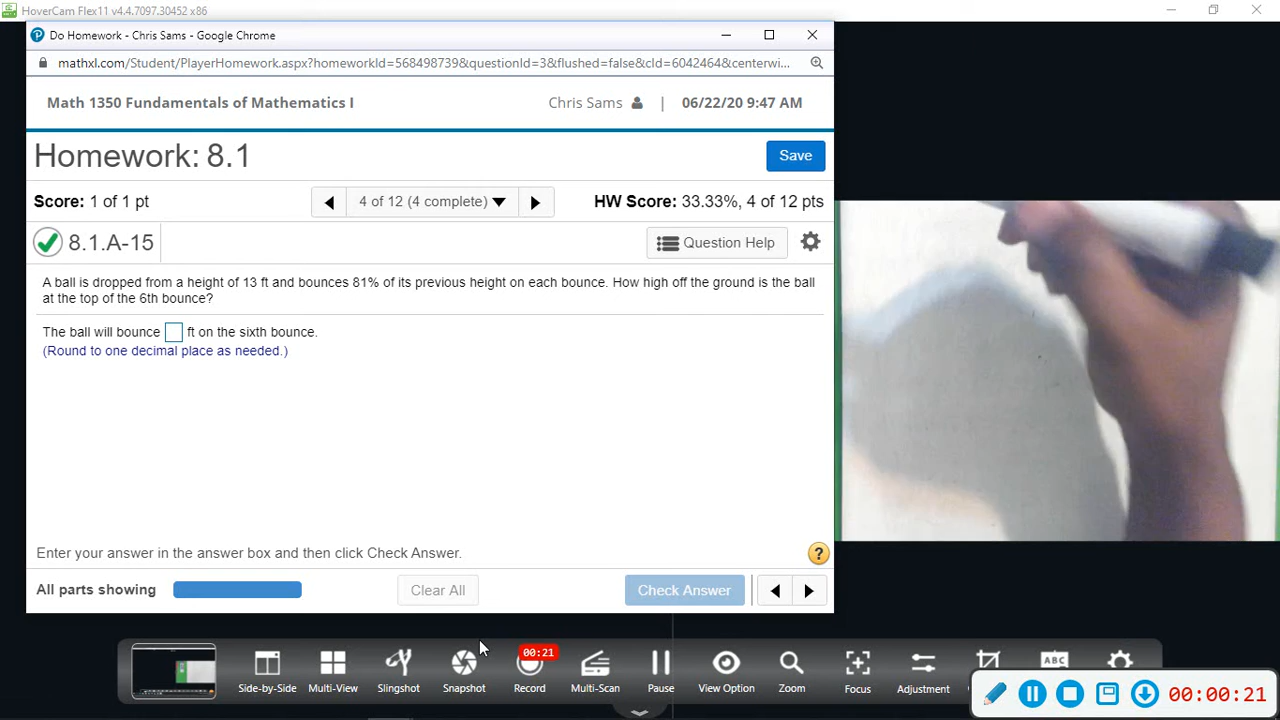 HoverCam Flex11 v4.4.7097.30452 x86
Do Homework - Chris Sams - Google Chrome
mathxl.com/Student/PlayerHomework.aspx?homeworkId=568498739&questionId=3&flushed=false&cId=6042464&centerwi...
Math 1350 Fundamentals of Mathematics I
Chris Sams | 06/22/20 9:47 AM
Homework: 8.1
Save
Score: 1 of 1 pt
4 of 12 (4 complete)
HW Score: 33.33%, 4 of 12 pts
8.1.A-15
Question Help
A ball is dropped from a height of 13 ft and bounces 81% of its previous height on each bounce. How high off the ground is the ball
at the top of the 6th bounce?
The ball will bounce ft on the sixth bounce.
(Round to one decimal place as needed.)
Enter your answer in the answer box and then click Check Answer.
?
All parts showing
Clear All
Check Answer
00:21
ABC
Side-by-Side
Multi-View
Slingshot
Snapshot
Record
Multi-Scan
Pause
View Option
Zoom
Focus
Adjustment
00:00:21